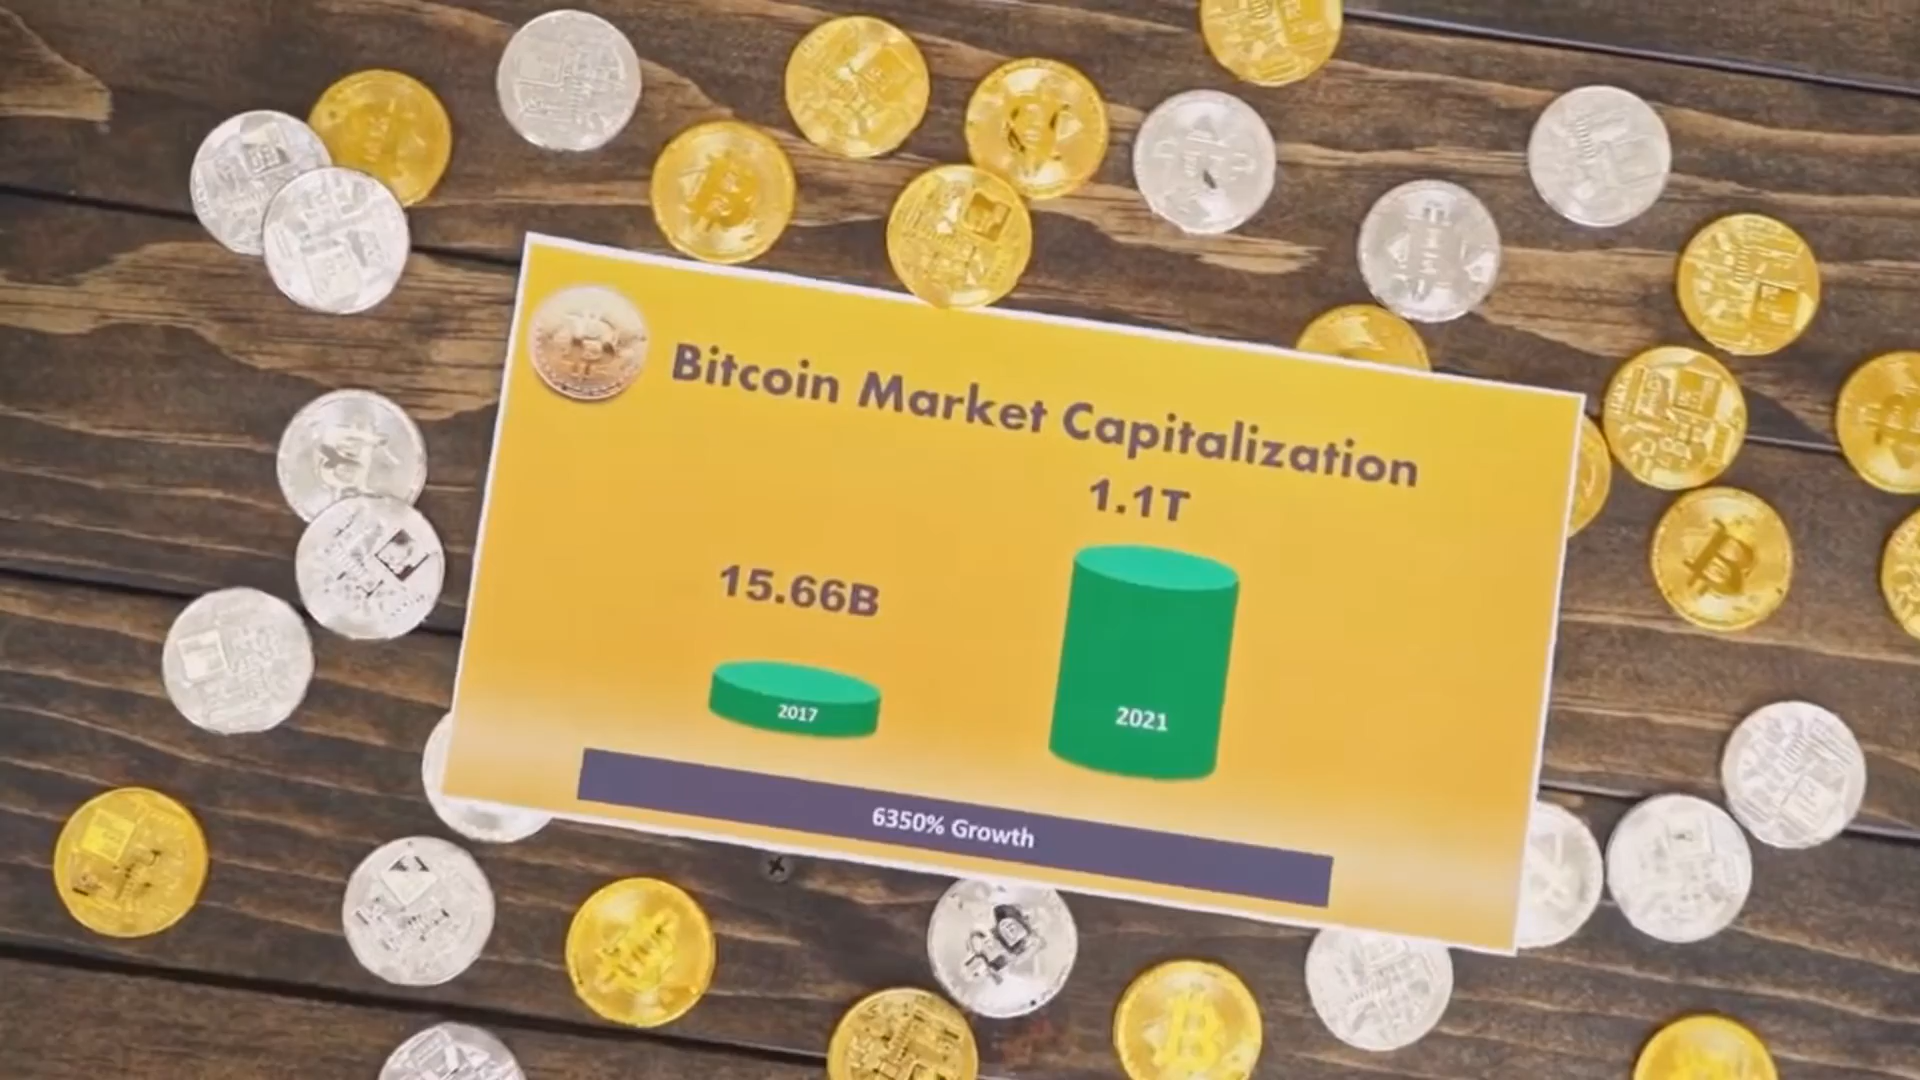 Bitcoin Market Capitalization
1.1T
15.66B
2017
2021
6350% Growth